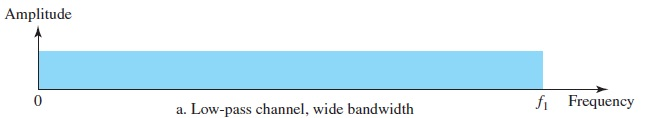 Amplitude
0
f₁ Frequency
a. Low-pass channel, wide bandwidth